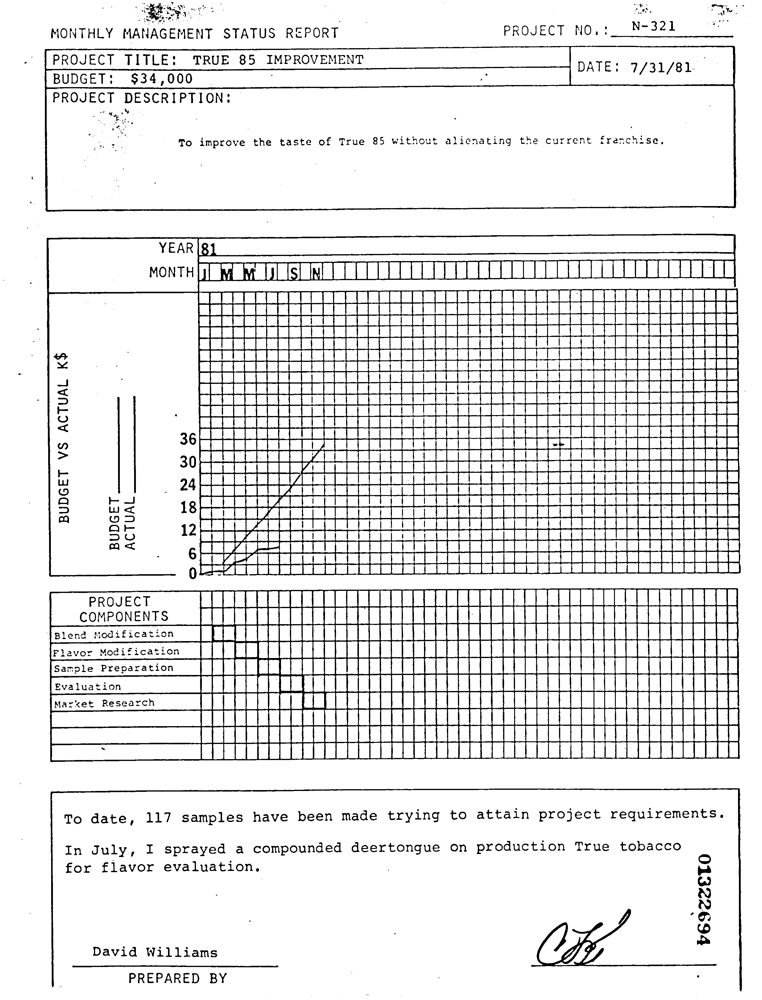 MONTHLY MANAGEMENT STATUS REPORT PROJECT NO.: N-321
PROJECT TITLE: TRUE 85 IMPROVEMENT
DATE: 7/31/81
BUDGET: $34,000
PROJECT DESCRIPTION:
To improve the taste of True 85 without alienating the current franchise.
YEAR 81
MONTH J M M J S N
BUDGET VS ACTUAL K$
BUDGET
ACTUAL
36
30
24
18
12
6
0
PROJECT
COMPONENTS
Blend Modification
Flavor Modification
Sample Preparation
Evaluation
Market Research
To date, 117 samples have been made trying to attain project requirements.
In July, I sprayed a compounded deertongue on production True tobacco
for flavor evaluation.
01322694
David Williams
PREPARED BY